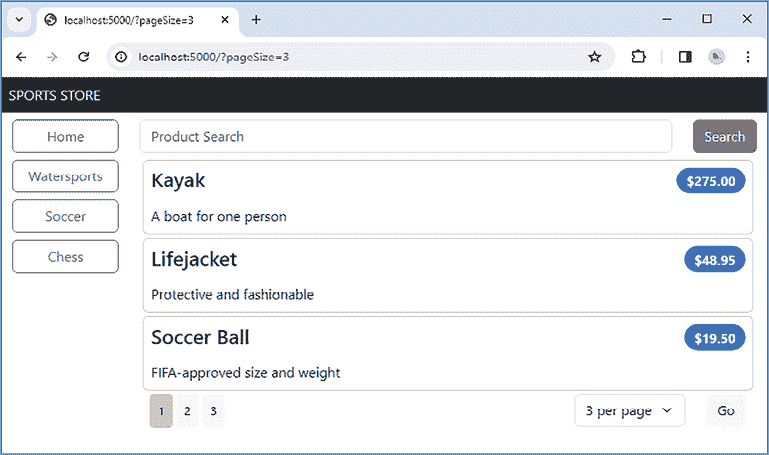 localhost:5000/?pageSize=3
localhost:5000/?pageSize=3
SPORTS STORE
Home
Product Search
Search
Watersports
Soccer
Chess
Kayak
$275.00
A boat for one person
Lifejacket
$48.95
Protective and fashionable
Soccer Ball
$19.50
FIFA-approved size and weight
1 2 3
3 per page
Go